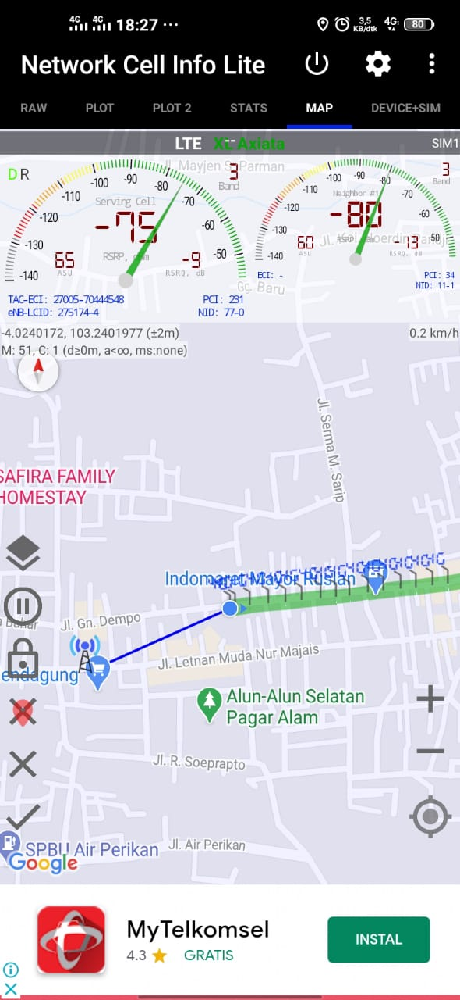 4G 4G 18:27 ... 3,5 KB/dtk 4G 80
Network Cell Info Lite
RAW PLOT PLOT 2 STATS MAP DEVICE+SIM
LTE XL Axiata SIM1
D R
Jl. Mayjen S. Parman
3
Band
3
Band
-140 -130 -120 -110 -100 -90 -80 -70 -60 -50
Serving Cell
-75
65
ASU
RSRP, dBm
-9
RSRQ, dB
-140 -130 -120 -110 -100 -90 -80 -70 -60 -50
Neighbor #1
-80
60
ASU
-13
RSRQ, dB
Gg. Baru
TAC-ECI: 27005-70444548 PCI: 231
eNB-LCID: 275174-4 NID: 77-0
ECI: - PCI: 34
NID: 11-1
-4.0240172, 103.2401977 (±2m) 0.2 km/h
M: 51, C: 1 (d≥0m, a<∞, ms:none)
Jl. Serma M. Sarip
SAFIRA FAMILY
HOMESTAY
Indomaret Mayor Ruslan
Jl. Gn. Dempo
Jl. Letnan Muda Nur Majais
endagung
Alun-Alun Selatan
Pagar Alam
Jl. R. Soeprapto
SPBU Air Perikan
Jl. Air Perikan
Google
MyTelkomsel
4.3 ★ GRATIS
INSTAL